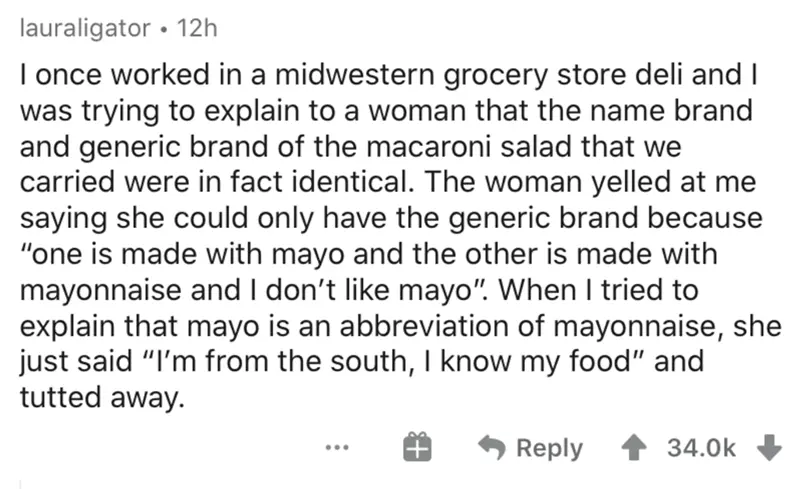 lauraligator • 12h
I once worked in a midwestern grocery store deli and I
was trying to explain to a woman that the name brand
and generic brand of the macaroni salad that we
carried were in fact identical. The woman yelled at me
saying she could only have the generic brand because
“one is made with mayo and the other is made with
mayonnaise and I don’t like mayo”. When I tried to
explain that mayo is an abbreviation of mayonnaise, she
just said “I’m from the south, I know my food” and
tutted away.
... Reply 34.0k